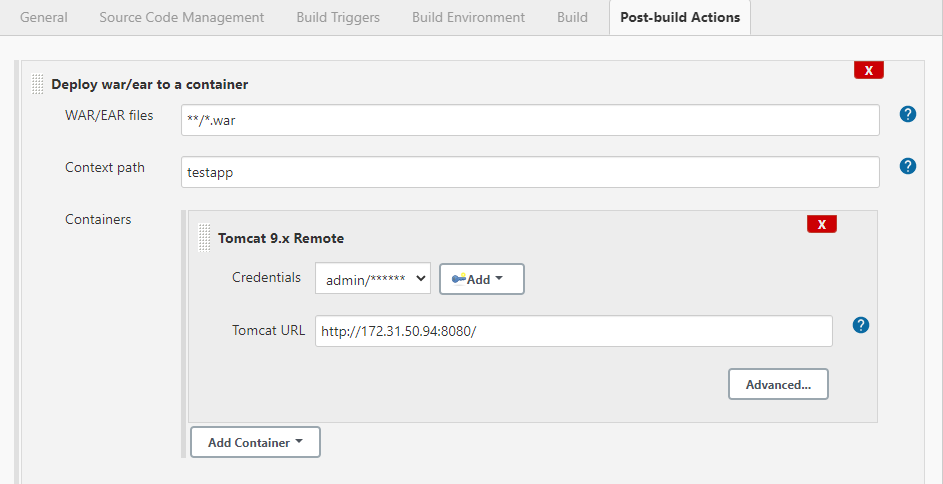 General Source Code Management Build Triggers Build Environment Build Post-build Actions
X
Deploy war/ear to a container
WAR/EAR files **/*.war ?
Context path testapp ?
Containers
X
Tomcat 9.x Remote
Credentials admin/****** Add
Tomcat URL http://172.31.50.94:8080/ ?
Advanced...
Add Container